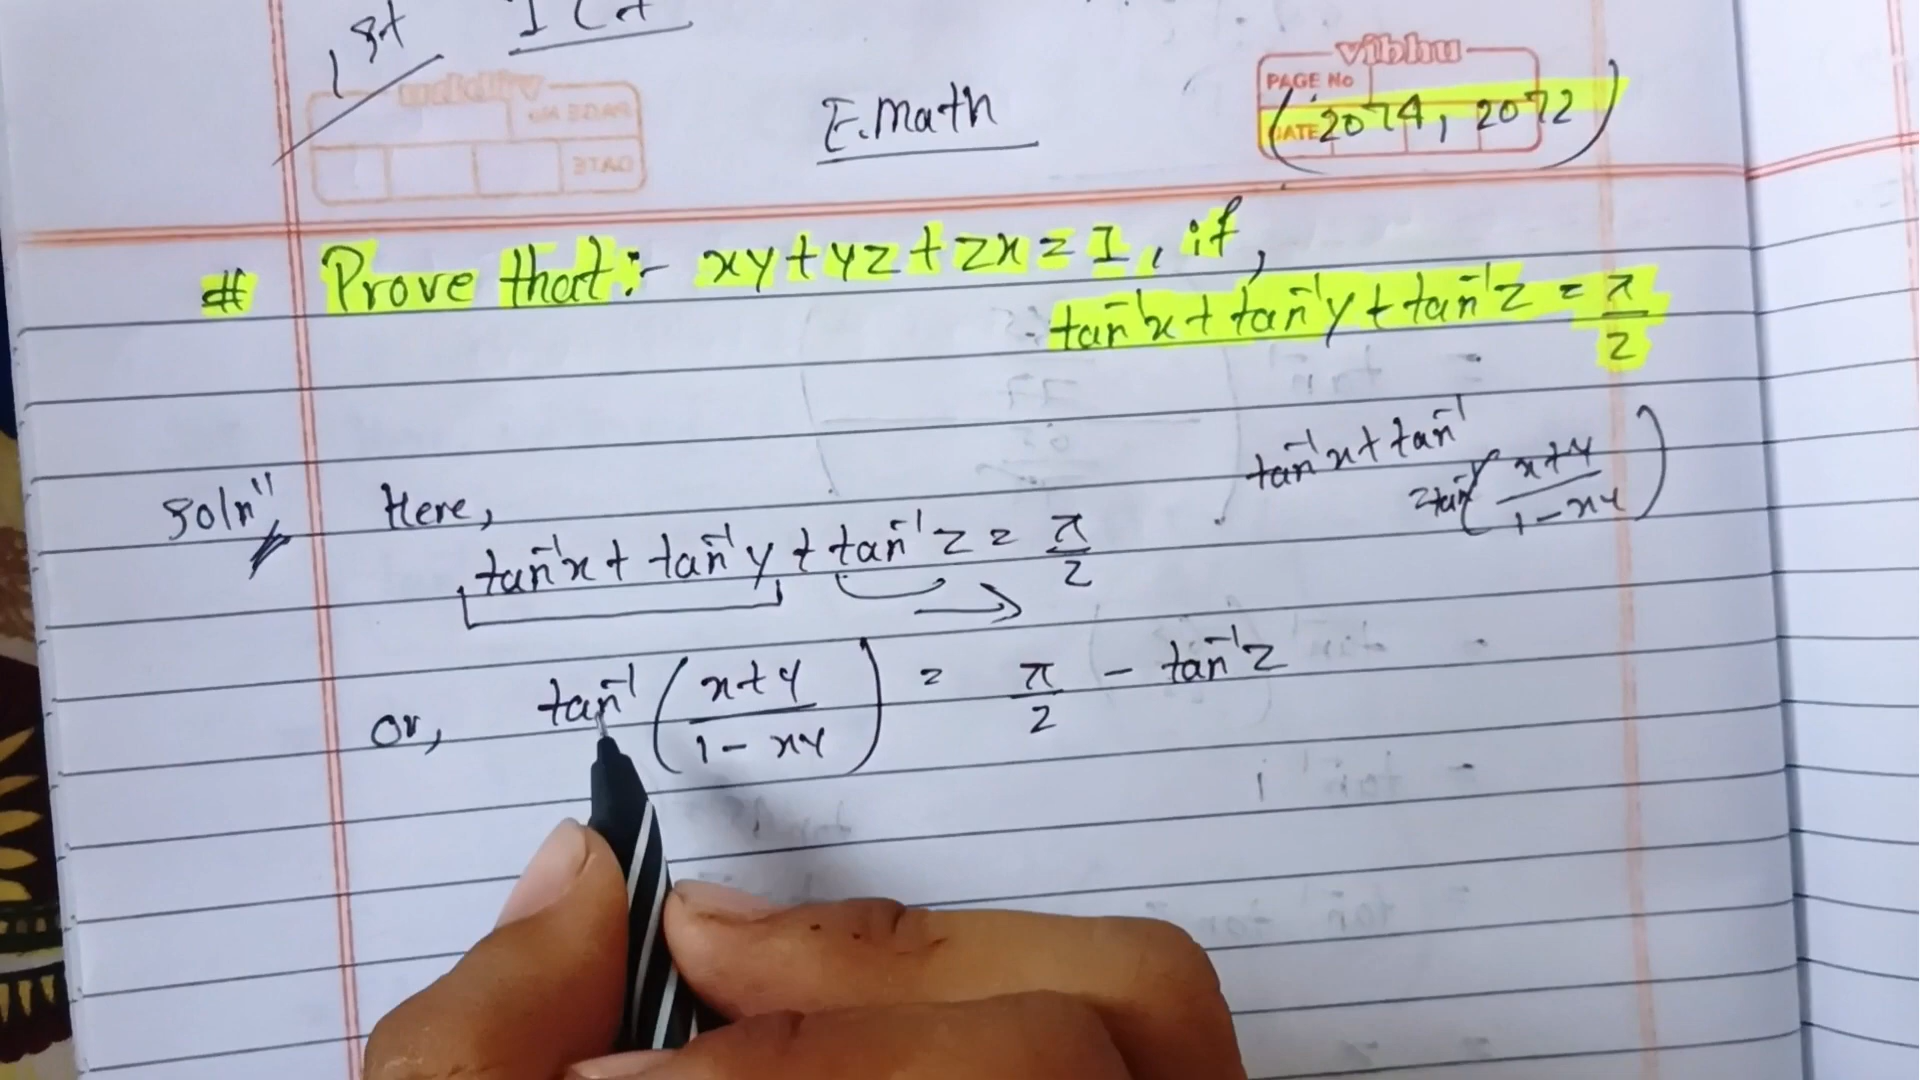 1st
E. Math
vibhu
PAGE No
DATE
(2074, 2072)
# Prove that:- xy + yz + zx = 1, if,
tan⁻¹x + tan⁻¹y + tan⁻¹z = π/2
tan⁻¹x + tan⁻¹y
= tan⁻¹(x+y/1-xy)
Soln" Here,
tan⁻¹x + tan⁻¹y + tan⁻¹z = π/2
or, tan⁻¹(x+y/1-xy) = π/2 - tan⁻¹z